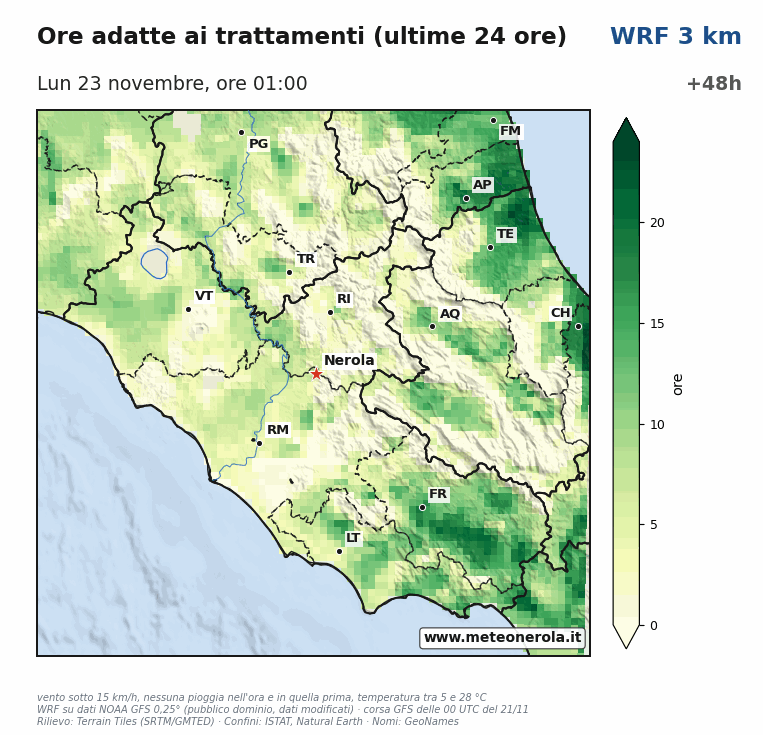 Ore adatte ai trattamenti (ultime 24 ore)
WRF 3 km
Lun 23 novembre, ore 01:00
+48h
FM
PG
AP
TE
TR
VT
RI
AQ
CH
Nerola
RM
FR
LT
www.meteonerola.it
20
15
10
5
0
ore
vento sotto 15 km/h, nessuna pioggia nell'ora e in quella prima, temperatura tra 5 e 28 °C
WRF su dati NOAA GFS 0,25° (pubblico dominio, dati modificati) · corsa GFS delle 00 UTC del 21/11
Rilievo: Terrain Tiles (SRTM/GMTED) · Confini: ISTAT, Natural Earth · Nomi: GeoNames